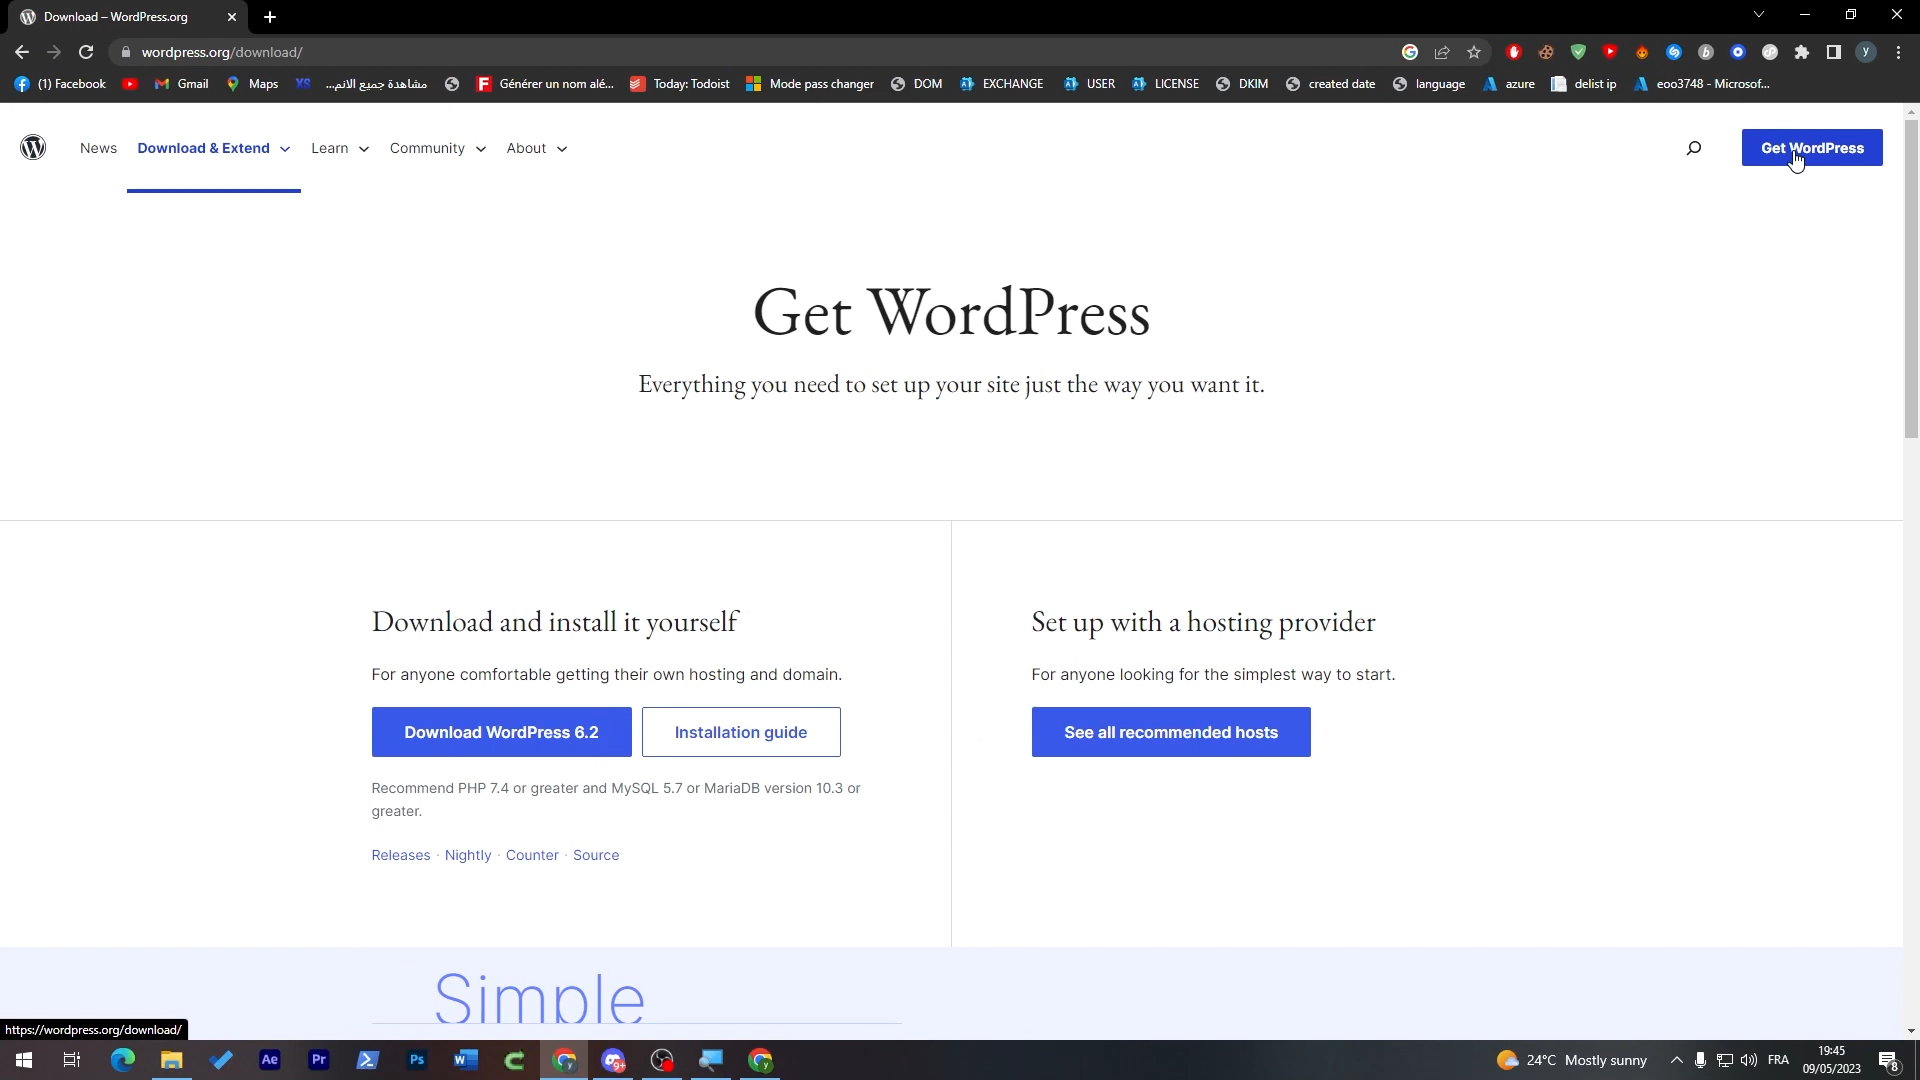 Download – WordPress.org
wordpress.org/download/
(1) Facebook Gmail Maps مشاهدة جميع الانم... Générer un nom alé... Today: Todoist Mode pass changer DOM EXCHANGE USER LICENSE DKIM created date language azure delist ip eoo3748 - Microsof...
News Download & Extend Learn Community About Get WordPress
Get WordPress
Everything you need to set up your site just the way you want it.
Download and install it yourself
For anyone comfortable getting their own hosting and domain.
Download WordPress 6.2 Installation guide
Recommend PHP 7.4 or greater and MySQL 5.7 or MariaDB version 10.3 or
greater.
Releases · Nightly · Counter · Source
Set up with a hosting provider
For anyone looking for the simplest way to start.
See all recommended hosts
Simple
https://wordpress.org/download/
24°C Mostly sunny FRA 19:45
09/05/2023
8